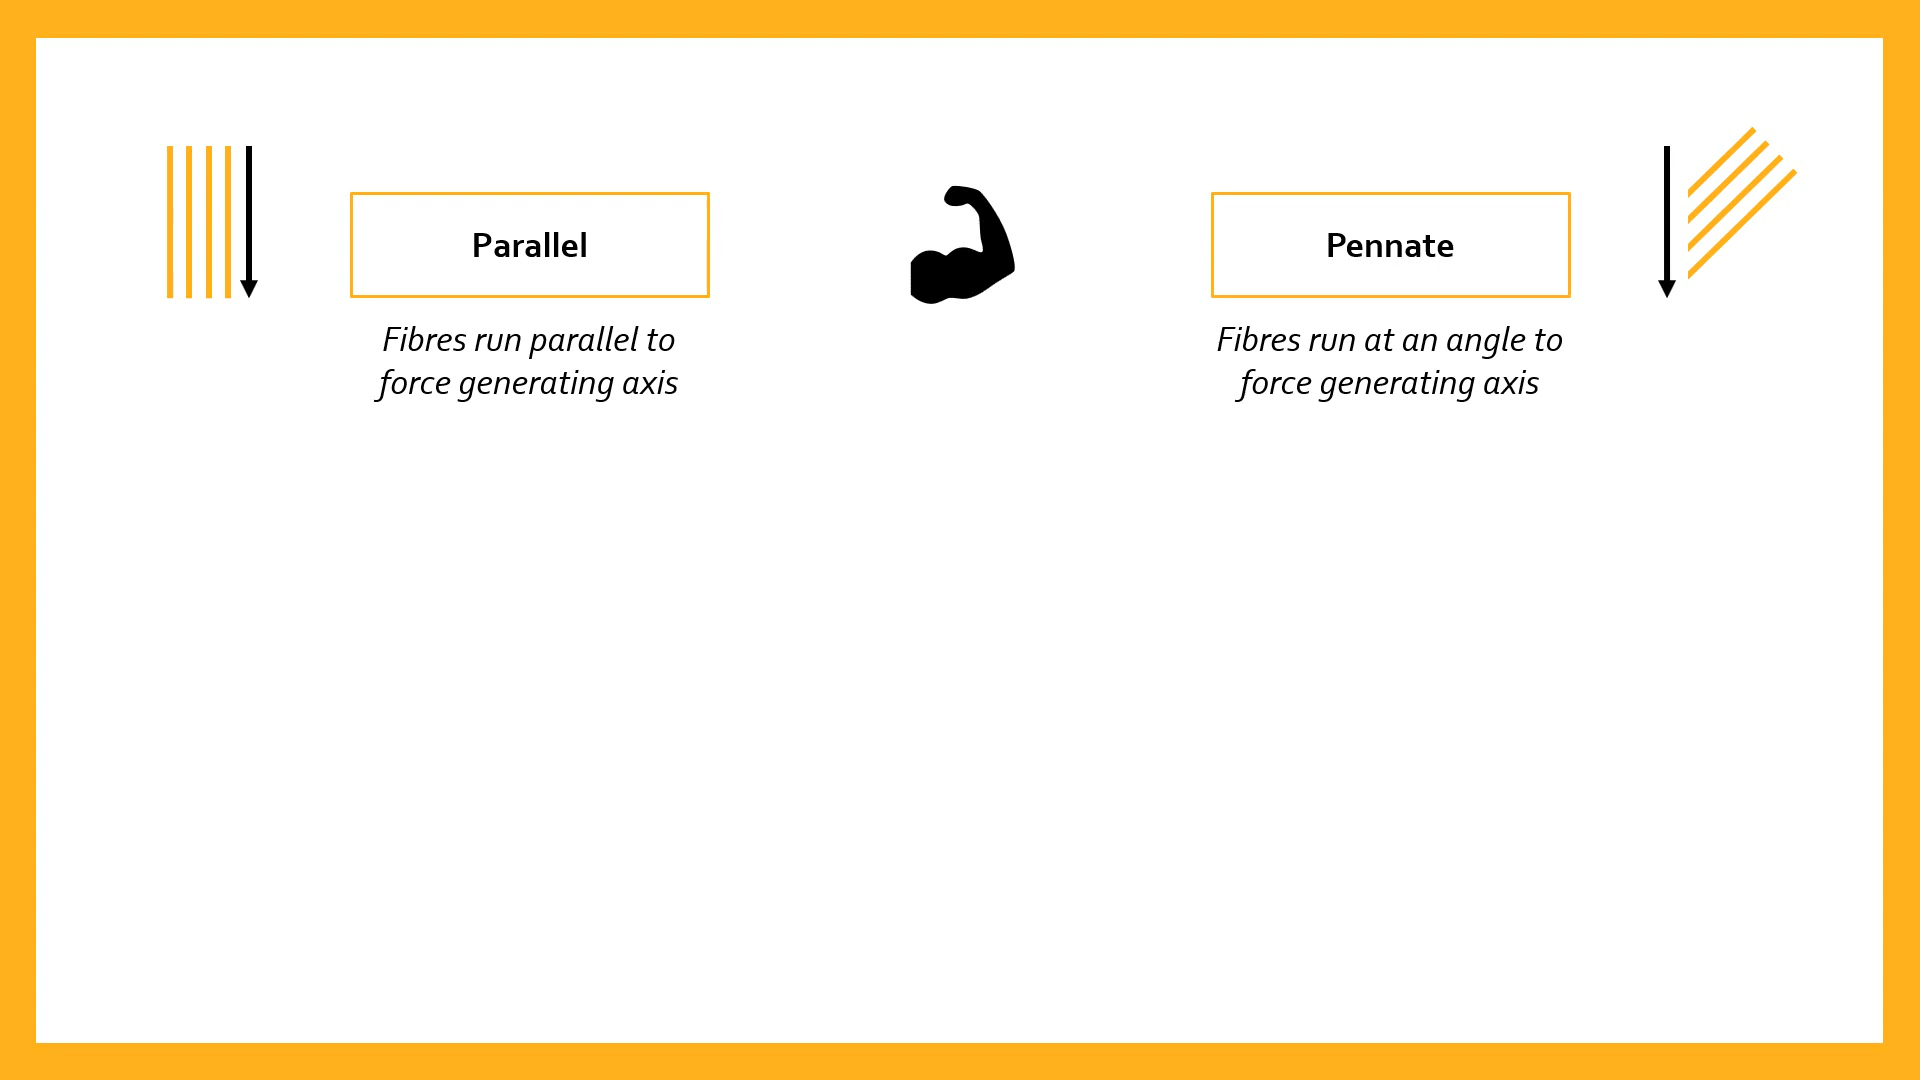 Parallel
Fibres run parallel to
force generating axis
Pennate
Fibres run at an angle to
force generating axis